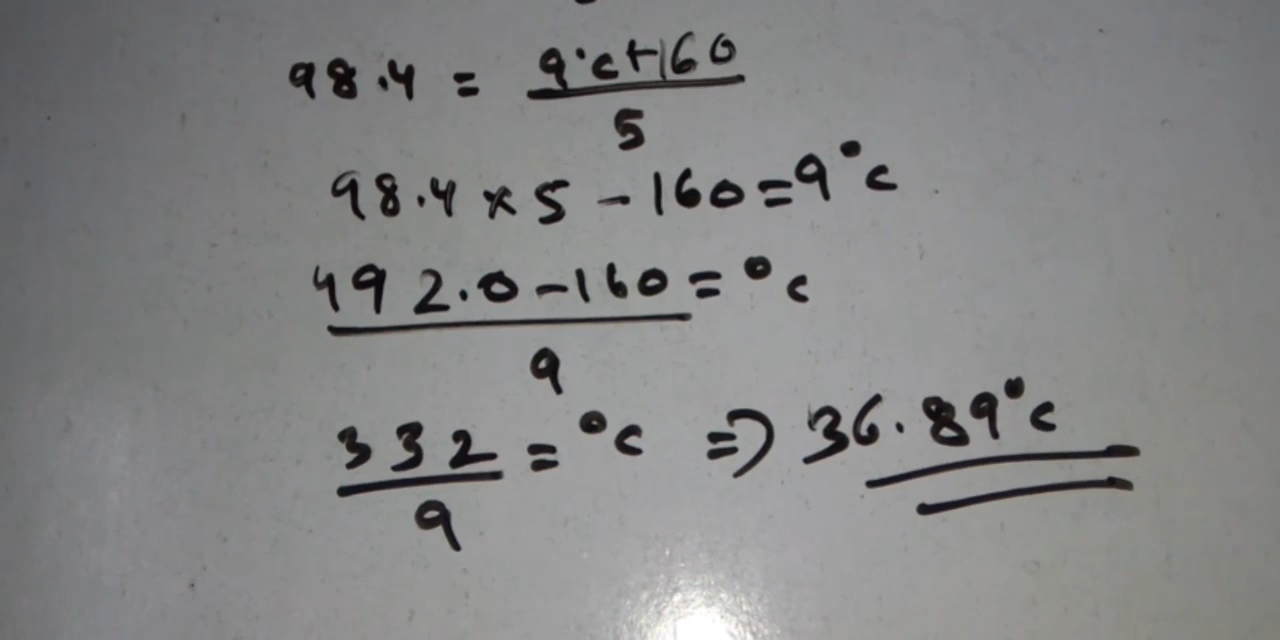 98.4 = 9°c+160
5
98.4 x 5 - 160 = 9°c
492.0 - 160 = °c
9
332 = °c => 36.89°c
9